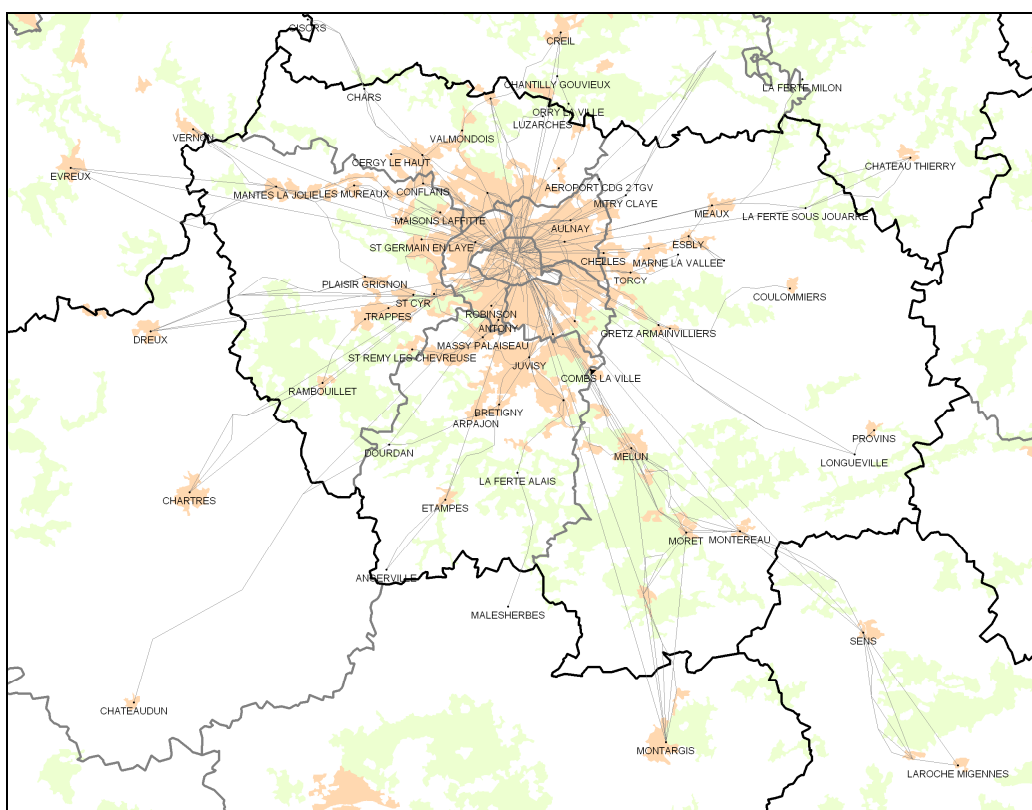 GISORS
CREIL
CHANTILLY GOUVIEUX
LA FERTE MILON
CHARS
ORRY LA VILLE
LUZARCHES
VERNON
VALMONDOIS
CERGY LE HAUT
CHATEAU THIERRY
EVREUX
AEROPORT CDG 2 TGV
MANTES LA JOLIE
LES MUREAUX
CONFLANS
MITRY CLAYE
MEAUX
LA FERTE SOUS JOUARRE
MAISONS LAFFITTE
AULNAY
ST GERMAIN EN LAYE
ESBLY
CHELLES
MARNE LA VALLEE
TORCY
PLAISIR GRIGNON
COULOMMIERS
ST CYR
TRAPPES
ROBINSON
ANTONY
GRETZ ARMAINVILLIERS
DREUX
MASSY PALAISEAU
ST REMY LES CHEVREUSE
JUVISY
COMBS LA VILLE
RAMBOUILLET
BRETIGNY
ARPAJON
PROVINS
DOURDAN
MELUN
LONGUEVILLE
LA FERTE ALAIS
CHARTRES
ETAMPES
MORET
MONTEREAU
ANGERVILLE
MALESHERBES
SENS
CHATEAUDUN
MONTARGIS
LAROCHE MIGENNES